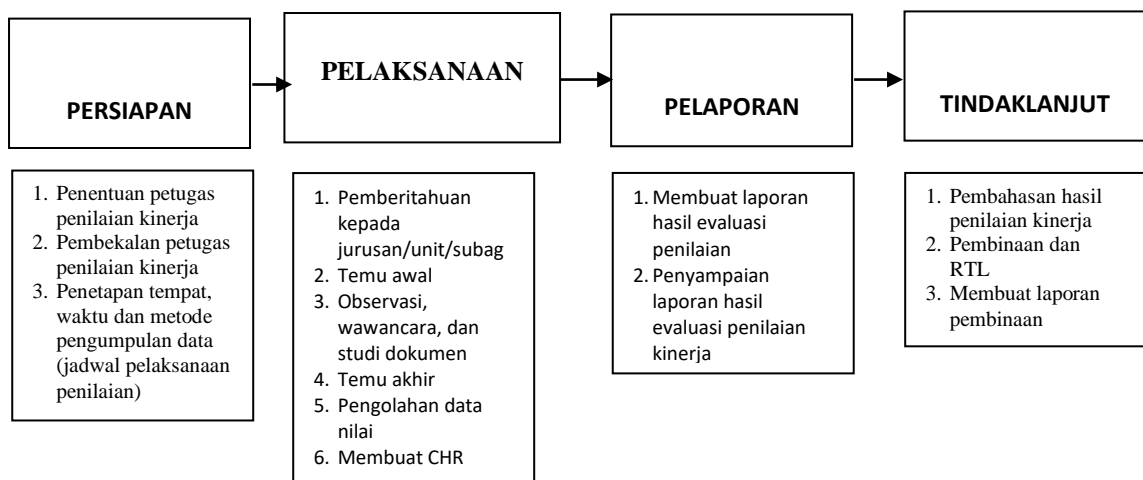 PERSIAPAN
PELAKSANAAN
PELAPORAN
TINDAKLANJUT
1. Penentuan petugas
penilaian kinerja
2. Pembekalan petugas
penilaian kinerja
3. Penetapan tempat,
waktu dan metode
pengumpulan data
(jadwal pelaksanaan
penilaian)
1. Pemberitahuan
kepada
jurusan/unit/subag
2. Temu awal
3. Observasi,
wawancara, dan
studi dokumen
4. Temu akhir
5. Pengolahan data
nilai
6. Membuat CHR
1. Membuat laporan
hasil evaluasi
penilaian
2. Penyampaian
laporan hasil
evaluasi penilaian
kinerja
1. Pembahasan hasil
penilaian kinerja
2. Pembinaan dan
RTL
3. Membuat laporan
pembinaan